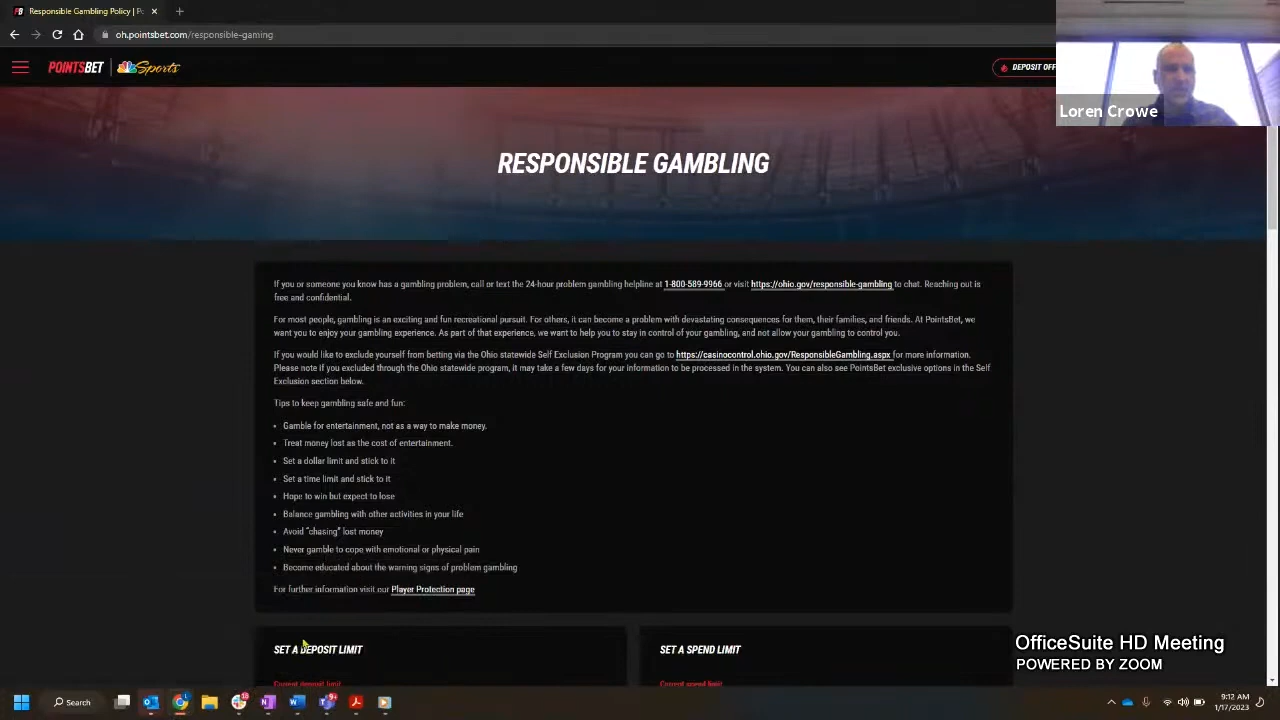 Responsible Gambling Policy | Po
oh.pointsbet.com/responsible-gaming
POINTSBET
Sports
DEPOSIT OFF
Loren Crowe
RESPONSIBLE GAMBLING
If you or someone you know has a gambling problem, call or text the 24-hour problem gambling helpline at 1-800-589-9966 or visit https://ohio.gov/responsible-gambling to chat. Reaching out is
free and confidential.
For most people, gambling is an exciting and fun recreational pursuit. For others, it can become a problem with devastating consequences for them, their families, and friends. At PointsBet, we
want you to enjoy your gambling experience. As part of that experience, we want to help you to stay in control of your gambling, and not allow your gambling to control you.
If you would like to exclude yourself from betting via the Ohio statewide Self Exclusion Program you can go to https://casinocontrol.ohio.gov/ResponsibleGambling.aspx for more information.
Please note if you excluded through the Ohio statewide program, it may take a few days for your information to be processed in the system. You can also see PointsBet exclusive options in the Self
Exclusion section below.
Tips to keep gambling safe and fun:
• Gamble for entertainment, not as a way to make money.
• Treat money lost as the cost of entertainment.
• Set a dollar limit and stick to it
• Set a time limit and stick to it
• Hope to win but expect to lose
• Balance gambling with other activities in your life
• Avoid "chasing" lost money
• Never gamble to cope with emotional or physical pain
• Become educated about the warning signs of problem gambling
For further information visit our Player Protection page
SET A DEPOSIT LIMIT
SET A SPEND LIMIT
Current deposit limit
Current spend limit
OfficeSuite HD Meeting
POWERED BY ZOOM
Search
9:12 AM
1/17/2023